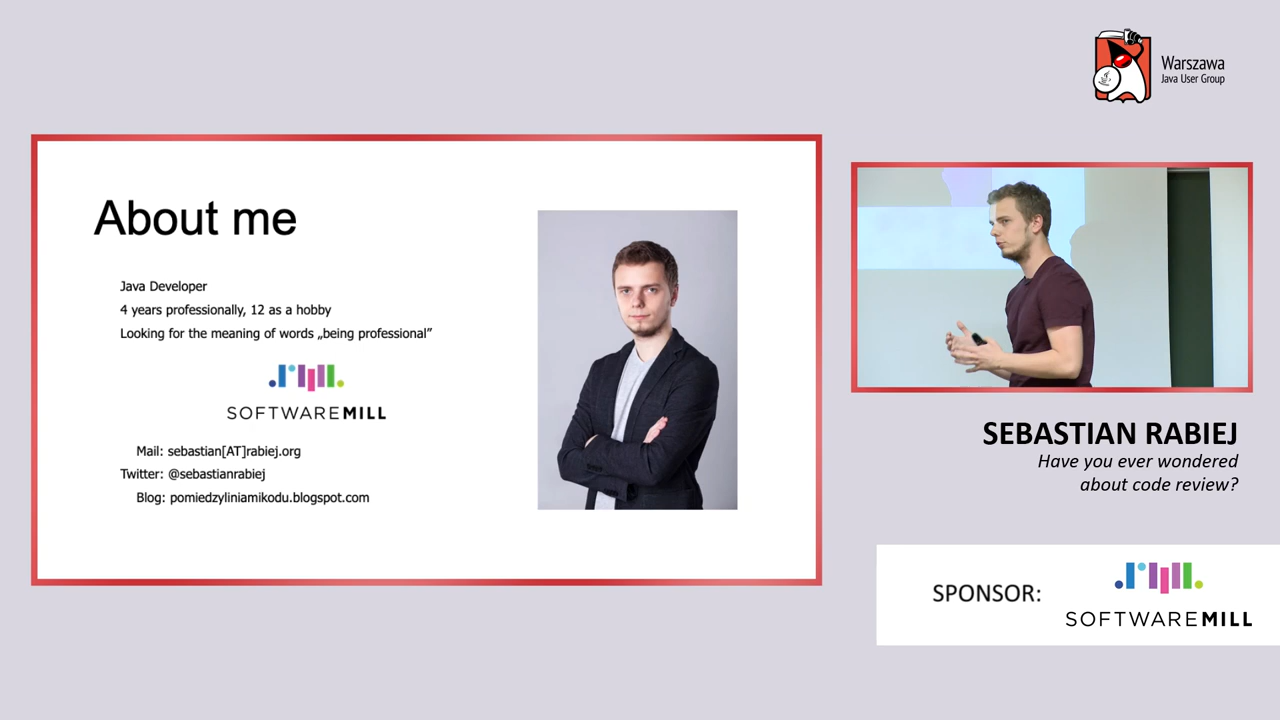 Warszawa
Java User Group
About me
Java Developer
4 years professionally, 12 as a hobby
Looking for the meaning of words „being professional”
SOFTWAREMILL
Mail: sebastian[AT]rabiej.org
Twitter: @sebastianrabiej
Blog: pomiedzyliniamikodu.blogspot.com
SEBASTIAN RABIEJ
Have you ever wondered
about code review?
SPONSOR:
SOFTWAREMILL